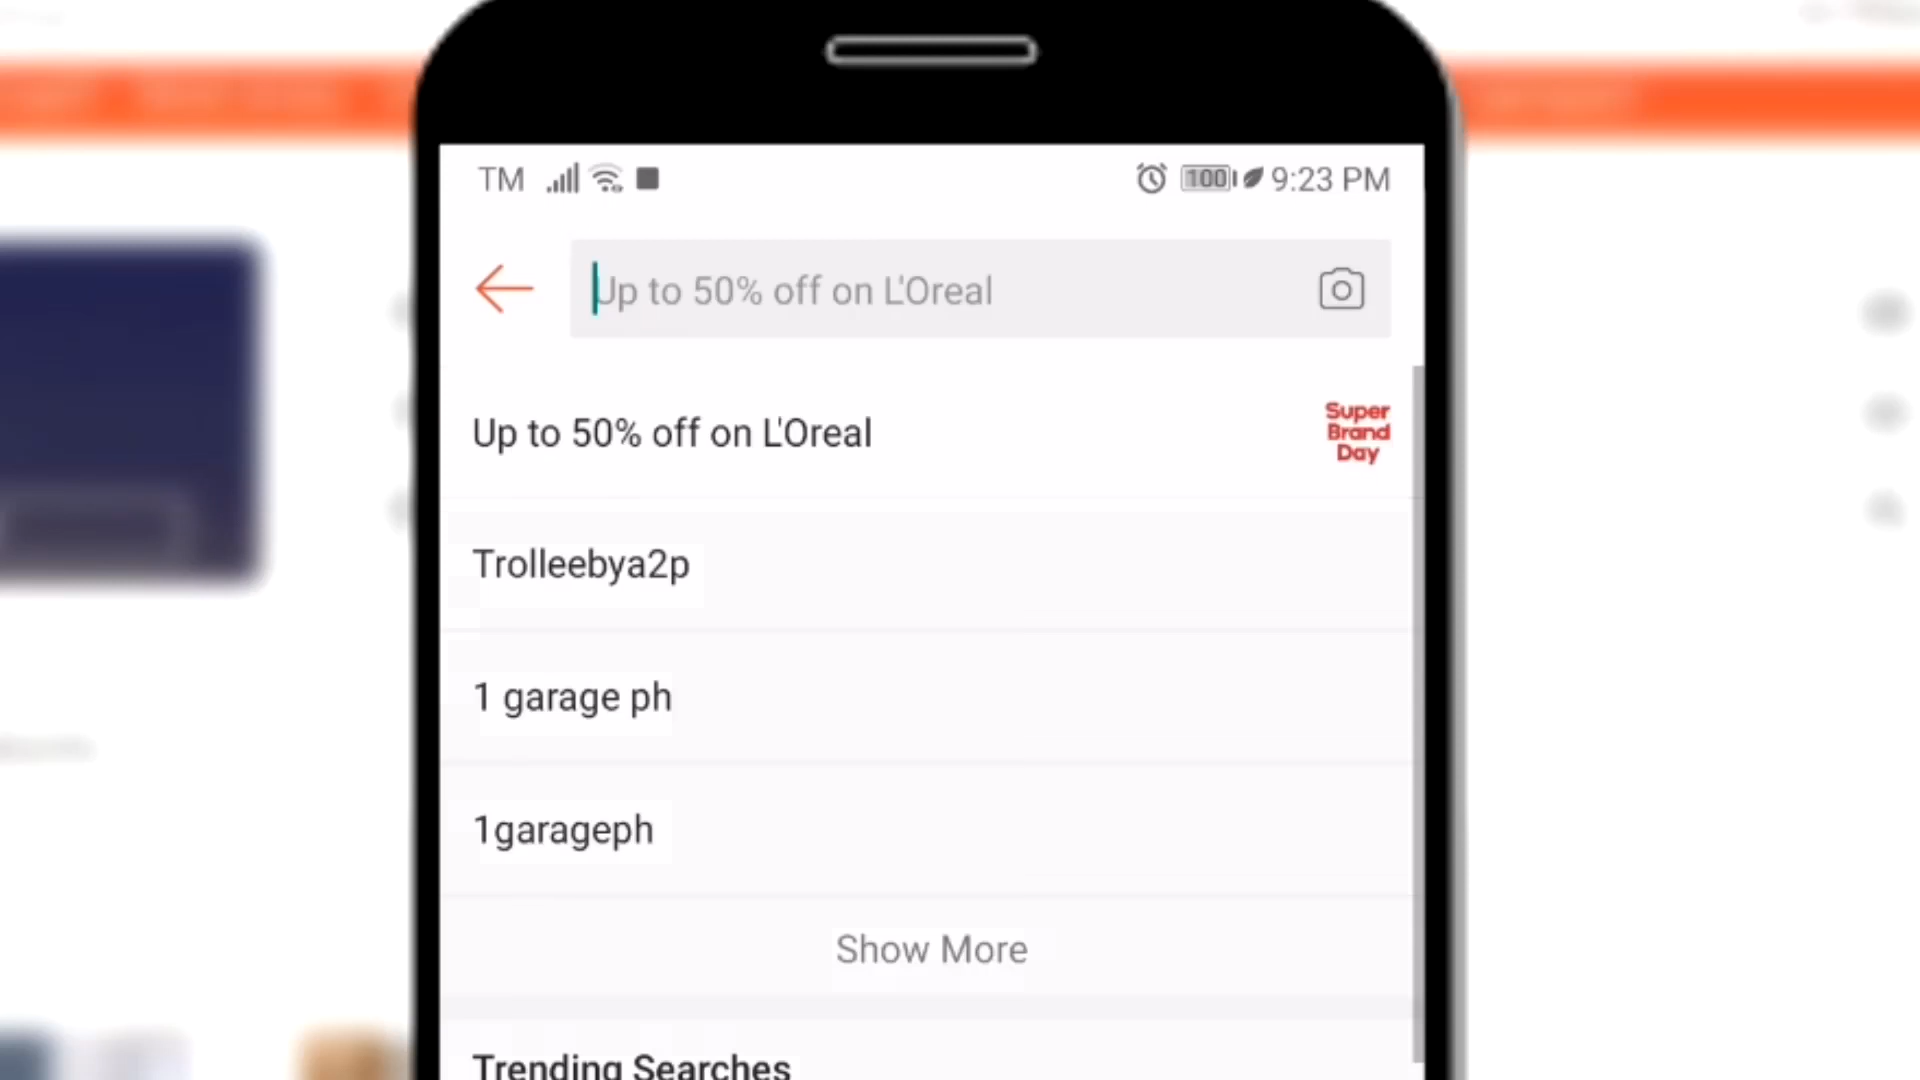 TM 100 9:23 PM
Up to 50% off on L'Oreal
Up to 50% off on L'Oreal
Super
Brand
Day
Trolleebya2p
1 garage ph
1garageph
Show More
Trending Searches